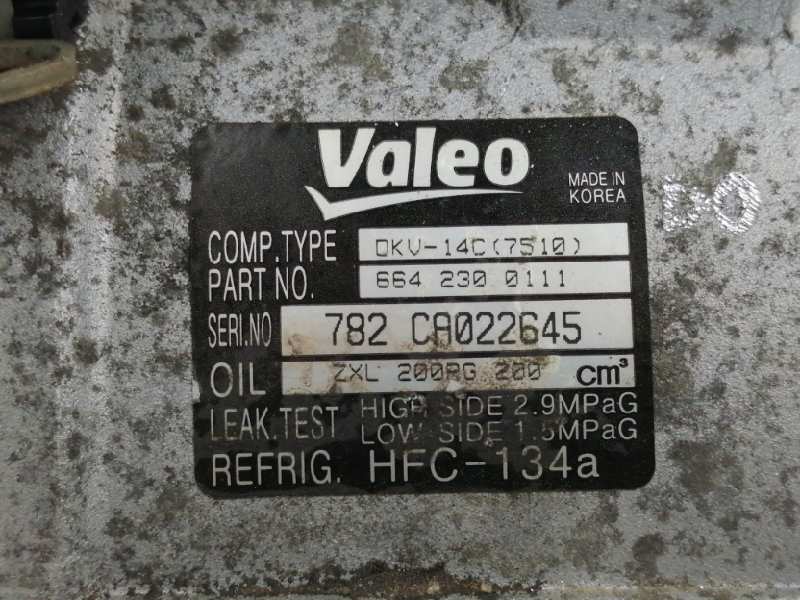 Valeo
MADE IN
KOREA
COMP.TYPE DKV-14C(7510)
PART NO. 664 230 0111
SERI.NO 782 CA022645
OIL ZXL 200PG 200 cm³
LEAK.TEST HIGH SIDE 2.9MPaG
LOW SIDE 1.5MPaG
REFRIG. HFC-134a